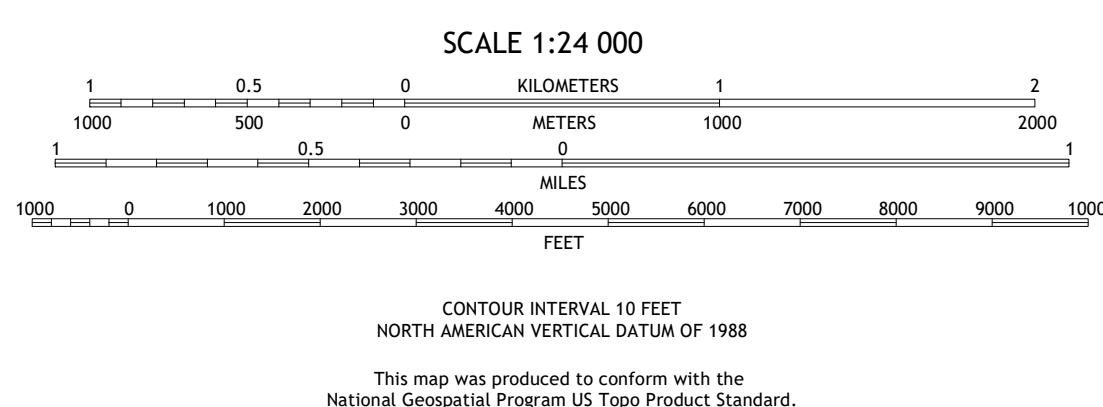 SCALE 1:24 000
1 0.5 0 KILOMETERS 1 2
1000 500 0 METERS 1000 2000
1 0.5 0 1
MILES
1000 0 1000 2000 3000 4000 5000 6000 7000 8000 9000 1000
FEET
CONTOUR INTERVAL 10 FEET
NORTH AMERICAN VERTICAL DATUM OF 1988
This map was produced to conform with the
National Geospatial Program US Topo Product Standard.